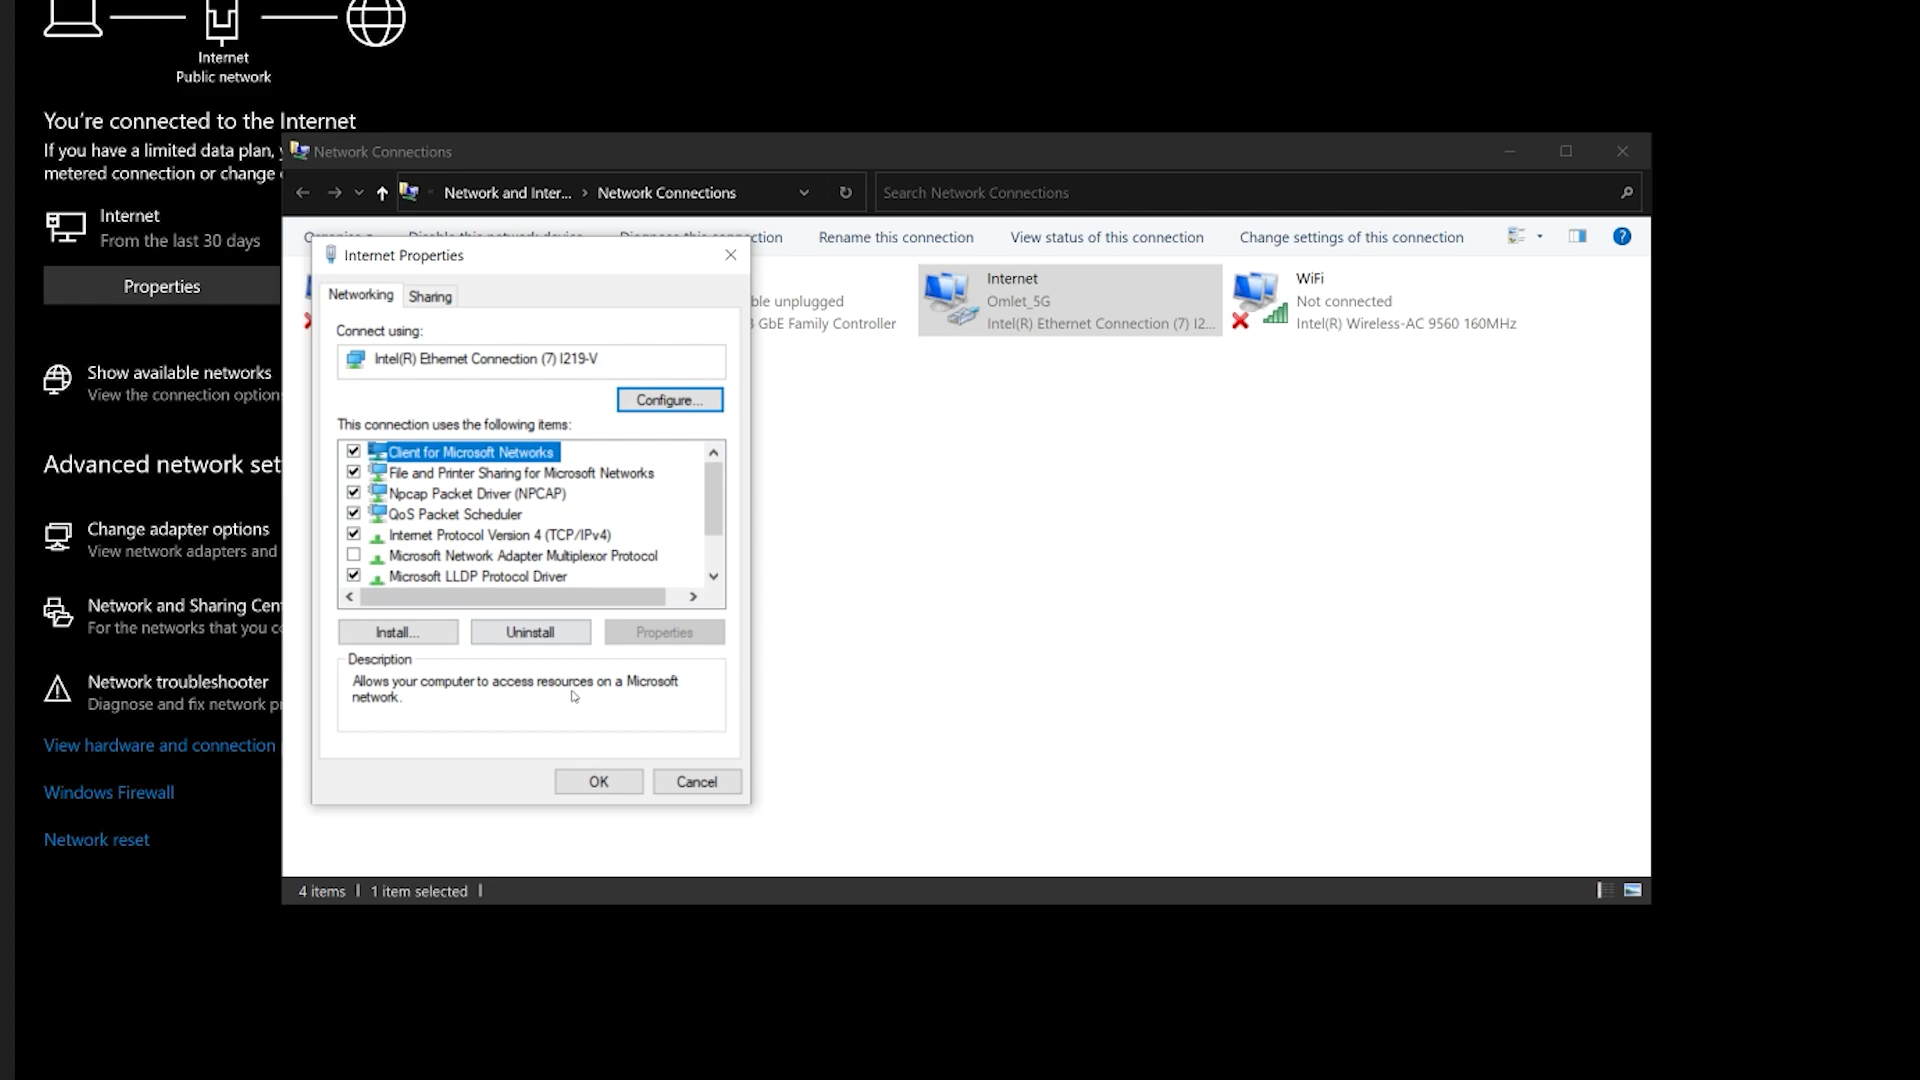 Internet
Public network
You're connected to the Internet
If you have a limited data plan,
metered connection or change
Internet
From the last 30 days
Properties
Show available networks
View the connection option
Advanced network set
Change adapter options
View network adapters and
Network and Sharing Cen
For the networks that you c
Network troubleshooter
Diagnose and fix network p
View hardware and connection
Windows Firewall
Network reset
Network Connections
Network and Inter... > Network Connections
Search Network Connections
Rename this connection
View status of this connection
Change settings of this connection
ble unplugged
GbE Family Controller
Internet
Omlet_5G
Intel(R) Ethernet Connection (7) I2...
WiFi
Not connected
Intel(R) Wireless-AC 9560 160MHz
Internet Properties
Networking
Sharing
Connect using:
Intel(R) Ethernet Connection (7) I219-V
Configure...
This connection uses the following items:
Client for Microsoft Networks
File and Printer Sharing for Microsoft Networks
Npcap Packet Driver (NPCAP)
QoS Packet Scheduler
Internet Protocol Version 4 (TCP/IPv4)
Microsoft Network Adapter Multiplexor Protocol
Microsoft LLDP Protocol Driver
Install...
Uninstall
Properties
Description
Allows your computer to access resources on a Microsoft
network.
OK
Cancel
4 items
1 item selected